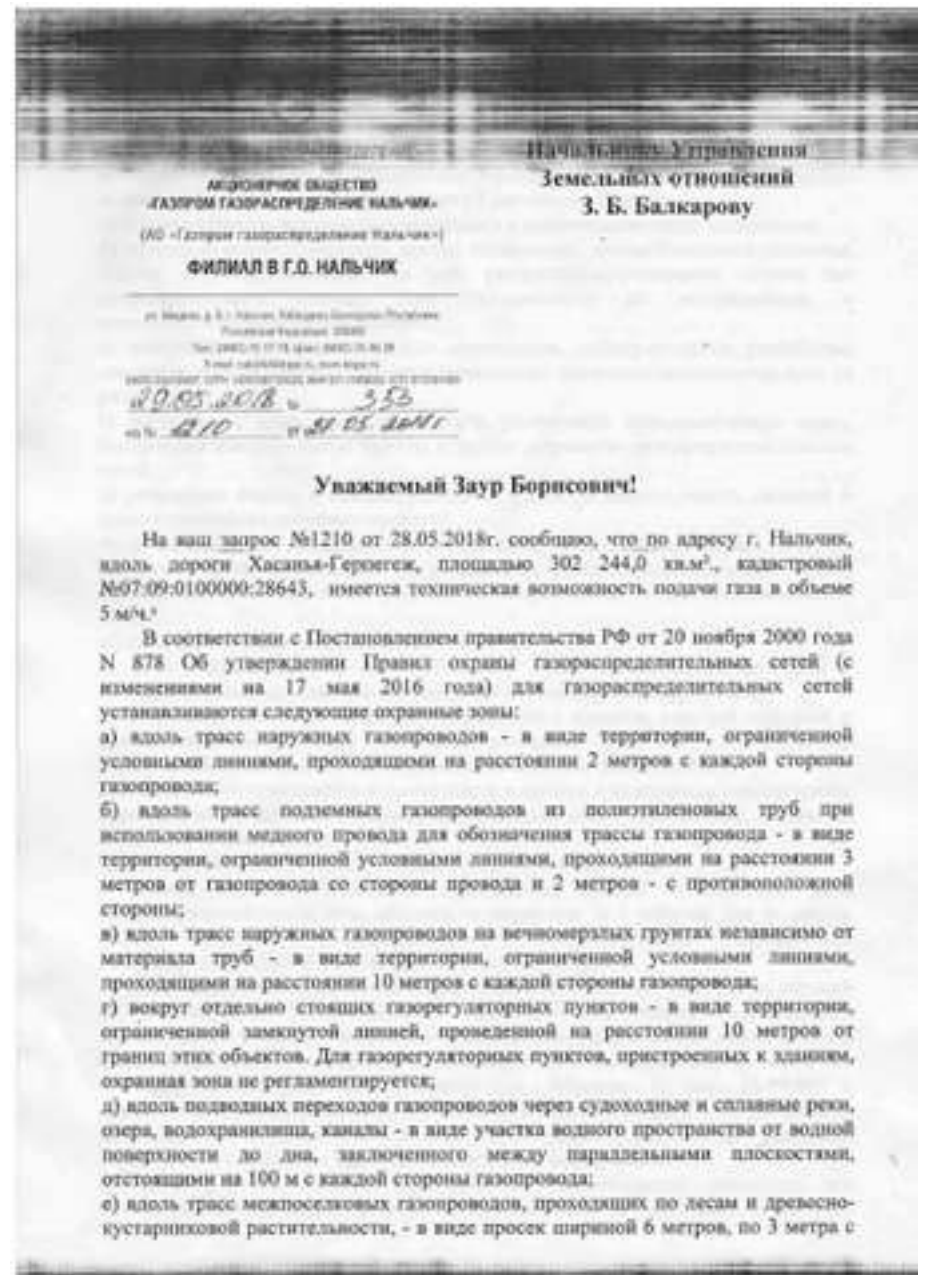 Начальнику Управления
Земельных отношений
З. Б. Балкарову
АКЦИОНЕРНОЕ ОБЩЕСТВО
«ГАЗПРОМ ГАЗОРАСПРЕДЕЛЕНИЕ НАЛЬЧИК»
(АО «Газпром газораспределение Нальчик»)
ФИЛИАЛ В Г.О. НАЛЬЧИК
29.05.2018 № 353
на № 1210 от 28.05.2018г
Уважаемый Заур Борисович!
На ваш запрос №1210 от 28.05.2018г. сообщаю, что по адресу г. Нальчик,
вдоль дороги Хасанья-Герпегеж, площадью 302 244,0 кв.м²., кадастровый
№07:09:0100000:28643, имеется техническая возможность подачи газа в объеме
5 м/ч.³
В соответствии с Постановлением правительства РФ от 20 ноября 2000 года
N 878 Об утверждении Правил охраны газораспределительных сетей (с
изменениями на 17 мая 2016 года) для газораспределительных сетей
устанавливаются следующие охранные зоны:
а) вдоль трасс наружных газопроводов - в виде территории, ограниченной
условными линиями, проходящими на расстоянии 2 метров с каждой стороны
газопровода;
б) вдоль трасс подземных газопроводов из полиэтиленовых труб при
использовании медного провода для обозначения трассы газопровода - в виде
территории, ограниченной условными линиями, проходящими на расстоянии 3
метров от газопровода со стороны провода и 2 метров - с противоположной
стороны;
в) вдоль трасс наружных газопроводов на вечномерзлых грунтах независимо от
материала труб - в виде территории, ограниченной условными линиями,
проходящими на расстоянии 10 метров с каждой стороны газопровода;
г) вокруг отдельно стоящих газорегуляторных пунктов - в виде территории,
ограниченной замкнутой линией, проведенной на расстоянии 10 метров от
границ этих объектов. Для газорегуляторных пунктов, пристроенных к зданиям,
охранная зона не регламентируется;
д) вдоль подводных переходов газопроводов через судоходные и сплавные реки,
озера, водохранилища, каналы - в виде участка водного пространства от водной
поверхности до дна, заключенного между параллельными плоскостями,
отстоящими на 100 м с каждой стороны газопровода;
е) вдоль трасс межпоселковых газопроводов, проходящих по лесам и древесно-
кустарниковой растительности, - в виде просек шириной 6 метров, по 3 метра с